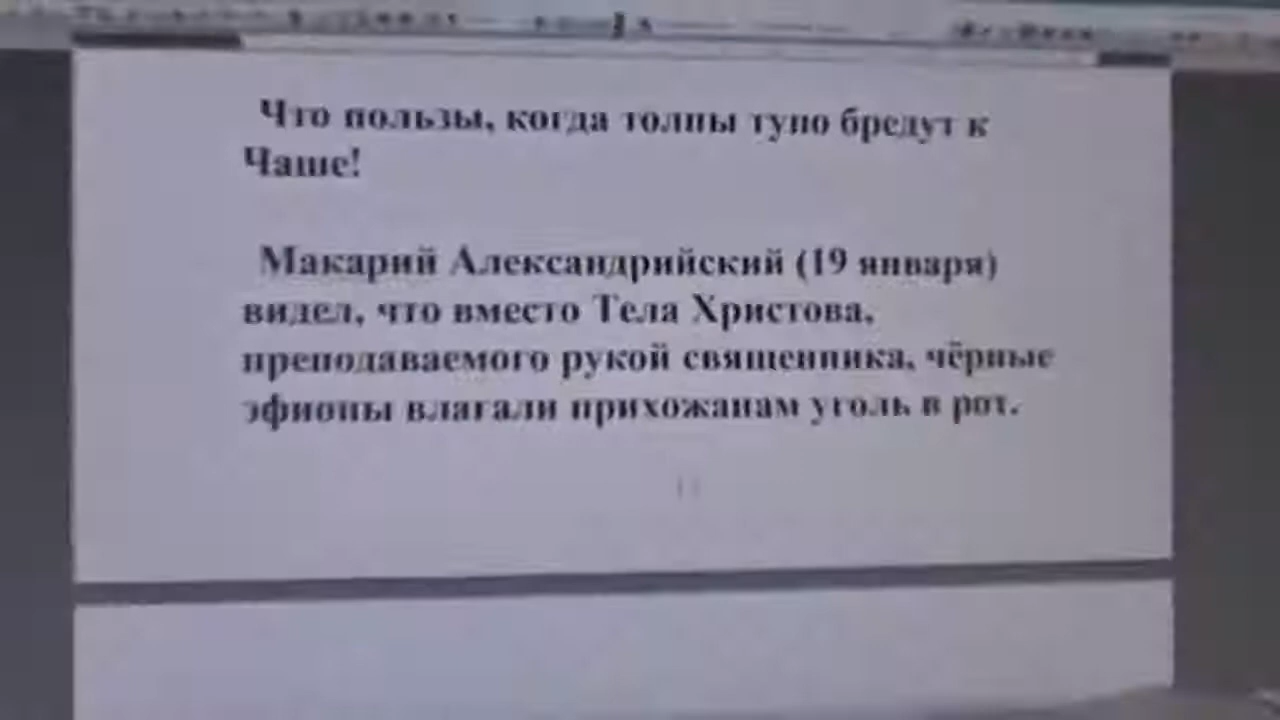 Что пользы, когда толпы тупо бредут к
Чаше!
Макарий Александрийский (19 января)
видел, что вместо Тела Христова,
преподаваемого рукой священника, чёрные
эфиопы влагали прихожанам уголь в рот.